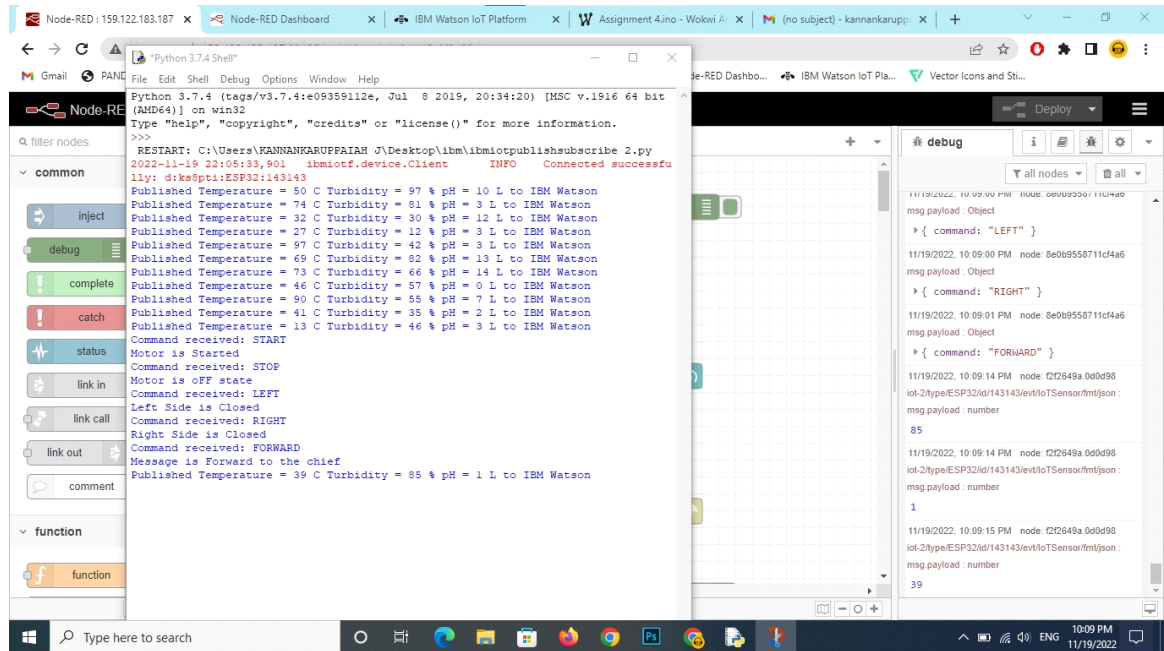 Node-RED : 159.122.183.187
Node-RED Dashboard
IBM Watson IoT Platform
Assignment 4.ino - Wokwi A
(no subject) - kannankarupp
Gmail
PAND
de-RED Dashbo...
IBM Watson IoT Pla...
Vector Icons and Sti...
*Python 3.7.4 Shell*
File Edit Shell Debug Options Window Help
Python 3.7.4 (tags/v3.7.4:e09359112e, Jul 8 2019, 20:34:20) [MSC v.1916 64 bit
(AMD64)] on win32
Type "help", "copyright", "credits" or "license()" for more information.
>>>
RESTART: C:\Users\KANNANKARUPPAIAH J\Desktop\ibm\ibmiotpublishsubscribe 2.py
2022-11-19 22:05:33,901 ibmiotf.device.Client INFO Connected successfu
lly: d:ks8pti:ESP32:143143
Published Temperature = 50 C Turbidity = 97 % pH = 10 L to IBM Watson
Published Temperature = 74 C Turbidity = 81 % pH = 3 L to IBM Watson
Published Temperature = 32 C Turbidity = 30 % pH = 12 L to IBM Watson
Published Temperature = 27 C Turbidity = 12 % pH = 3 L to IBM Watson
Published Temperature = 97 C Turbidity = 42 % pH = 3 L to IBM Watson
Published Temperature = 69 C Turbidity = 82 % pH = 13 L to IBM Watson
Published Temperature = 73 C Turbidity = 66 % pH = 14 L to IBM Watson
Published Temperature = 46 C Turbidity = 57 % pH = 0 L to IBM Watson
Published Temperature = 90 C Turbidity = 55 % pH = 7 L to IBM Watson
Published Temperature = 41 C Turbidity = 35 % pH = 2 L to IBM Watson
Published Temperature = 13 C Turbidity = 46 % pH = 3 L to IBM Watson
Command received: START
Motor is Started
Command received: STOP
Motor is oFF state
Command received: LEFT
Left Side is Closed
Command received: RIGHT
Right Side is Closed
Command received: FORWARD
Message is Forward to the chief
Published Temperature = 39 C Turbidity = 85 % pH = 1 L to IBM Watson
Node-RE
Deploy
filter nodes
common
inject
debug
complete
catch
status
link in
link call
link out
comment
function
function
debug
all nodes
all
msg.payload : Object
{ command: "LEFT" }
11/19/2022, 10:09:00 PM node: 8e0b9558711cf4a6
msg.payload : Object
{ command: "RIGHT" }
11/19/2022, 10:09:01 PM node: 8e0b9558711cf4a6
msg.payload : Object
{ command: "FORWARD" }
11/19/2022, 10:09:14 PM node: f2f2649a.0d0d98
iot-2/type/ESP32/id/143143/evt/IoTSensor/fmt/json :
msg.payload : number
85
11/19/2022, 10:09:14 PM node: f2f2649a.0d0d98
iot-2/type/ESP32/id/143143/evt/IoTSensor/fmt/json :
msg.payload : number
1
11/19/2022, 10:09:15 PM node: f2f2649a.0d0d98
iot-2/type/ESP32/id/143143/evt/IoTSensor/fmt/json :
msg.payload : number
39
Type here to search
Ps
ENG
10:09 PM
11/19/2022